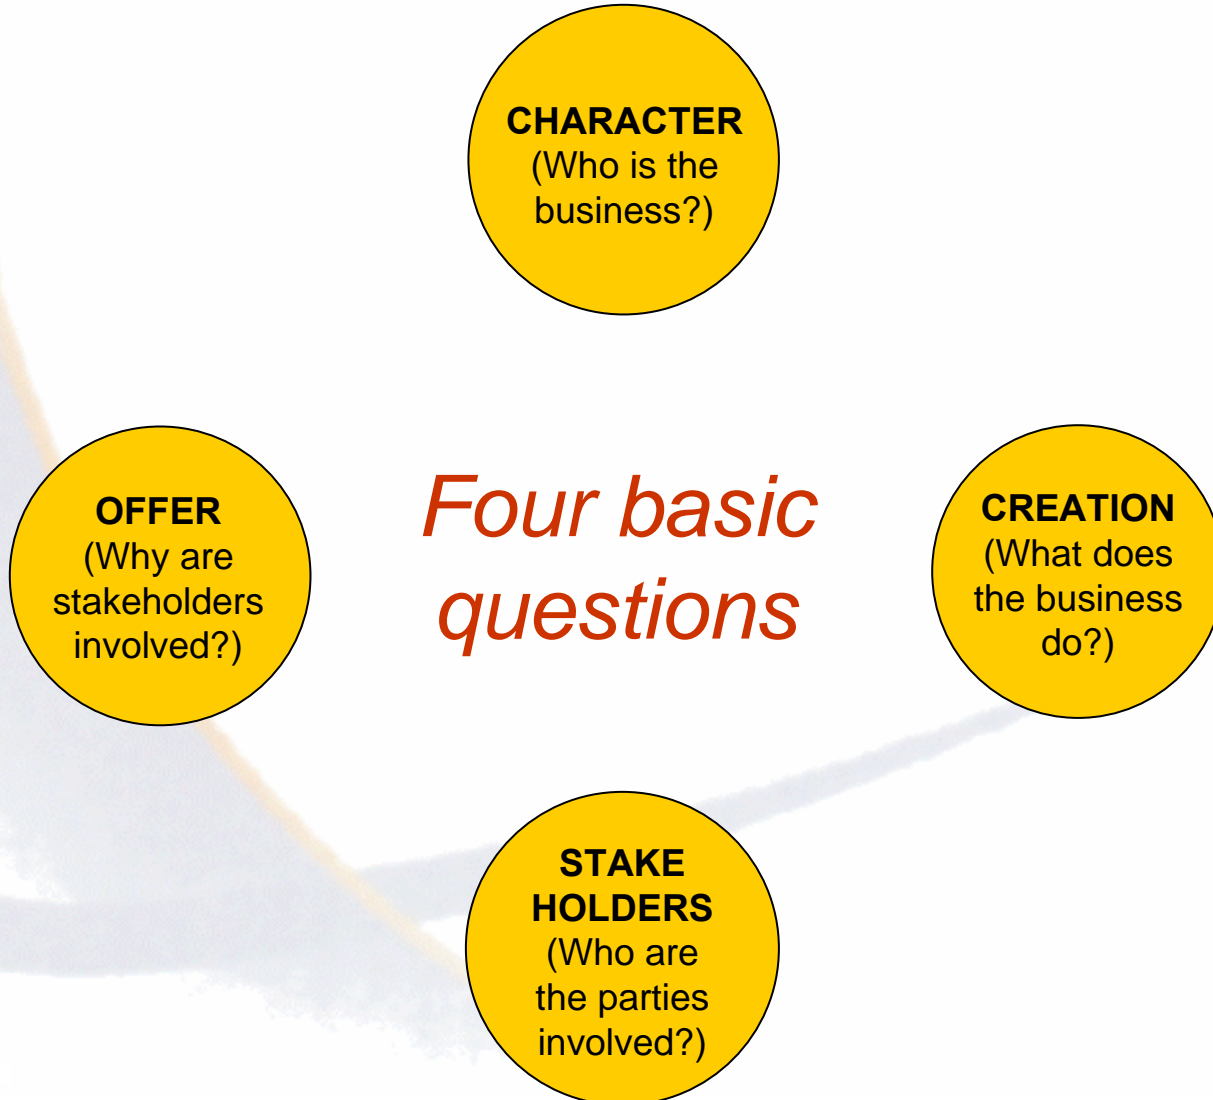 CHARACTER
(Who is the
business?)
OFFER
(Why are
stakeholders
involved?)
Four basic
questions
CREATION
(What does
the business
do?)
STAKE
HOLDERS
(Who are
the parties
involved?)